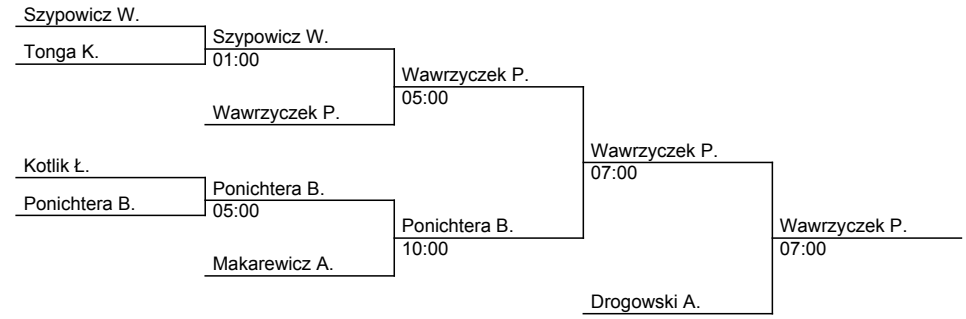 Szypowicz W.
Tonga K.
Szypowicz W.
01:00
Wawrzyczek P.
Wawrzyczek P.
05:00
Kotlik Ł.
Ponichtera B.
Ponichtera B.
05:00
Makarewicz A.
Ponichtera B.
10:00
Wawrzyczek P.
07:00
Drogowski A.
Wawrzyczek P.
07:00